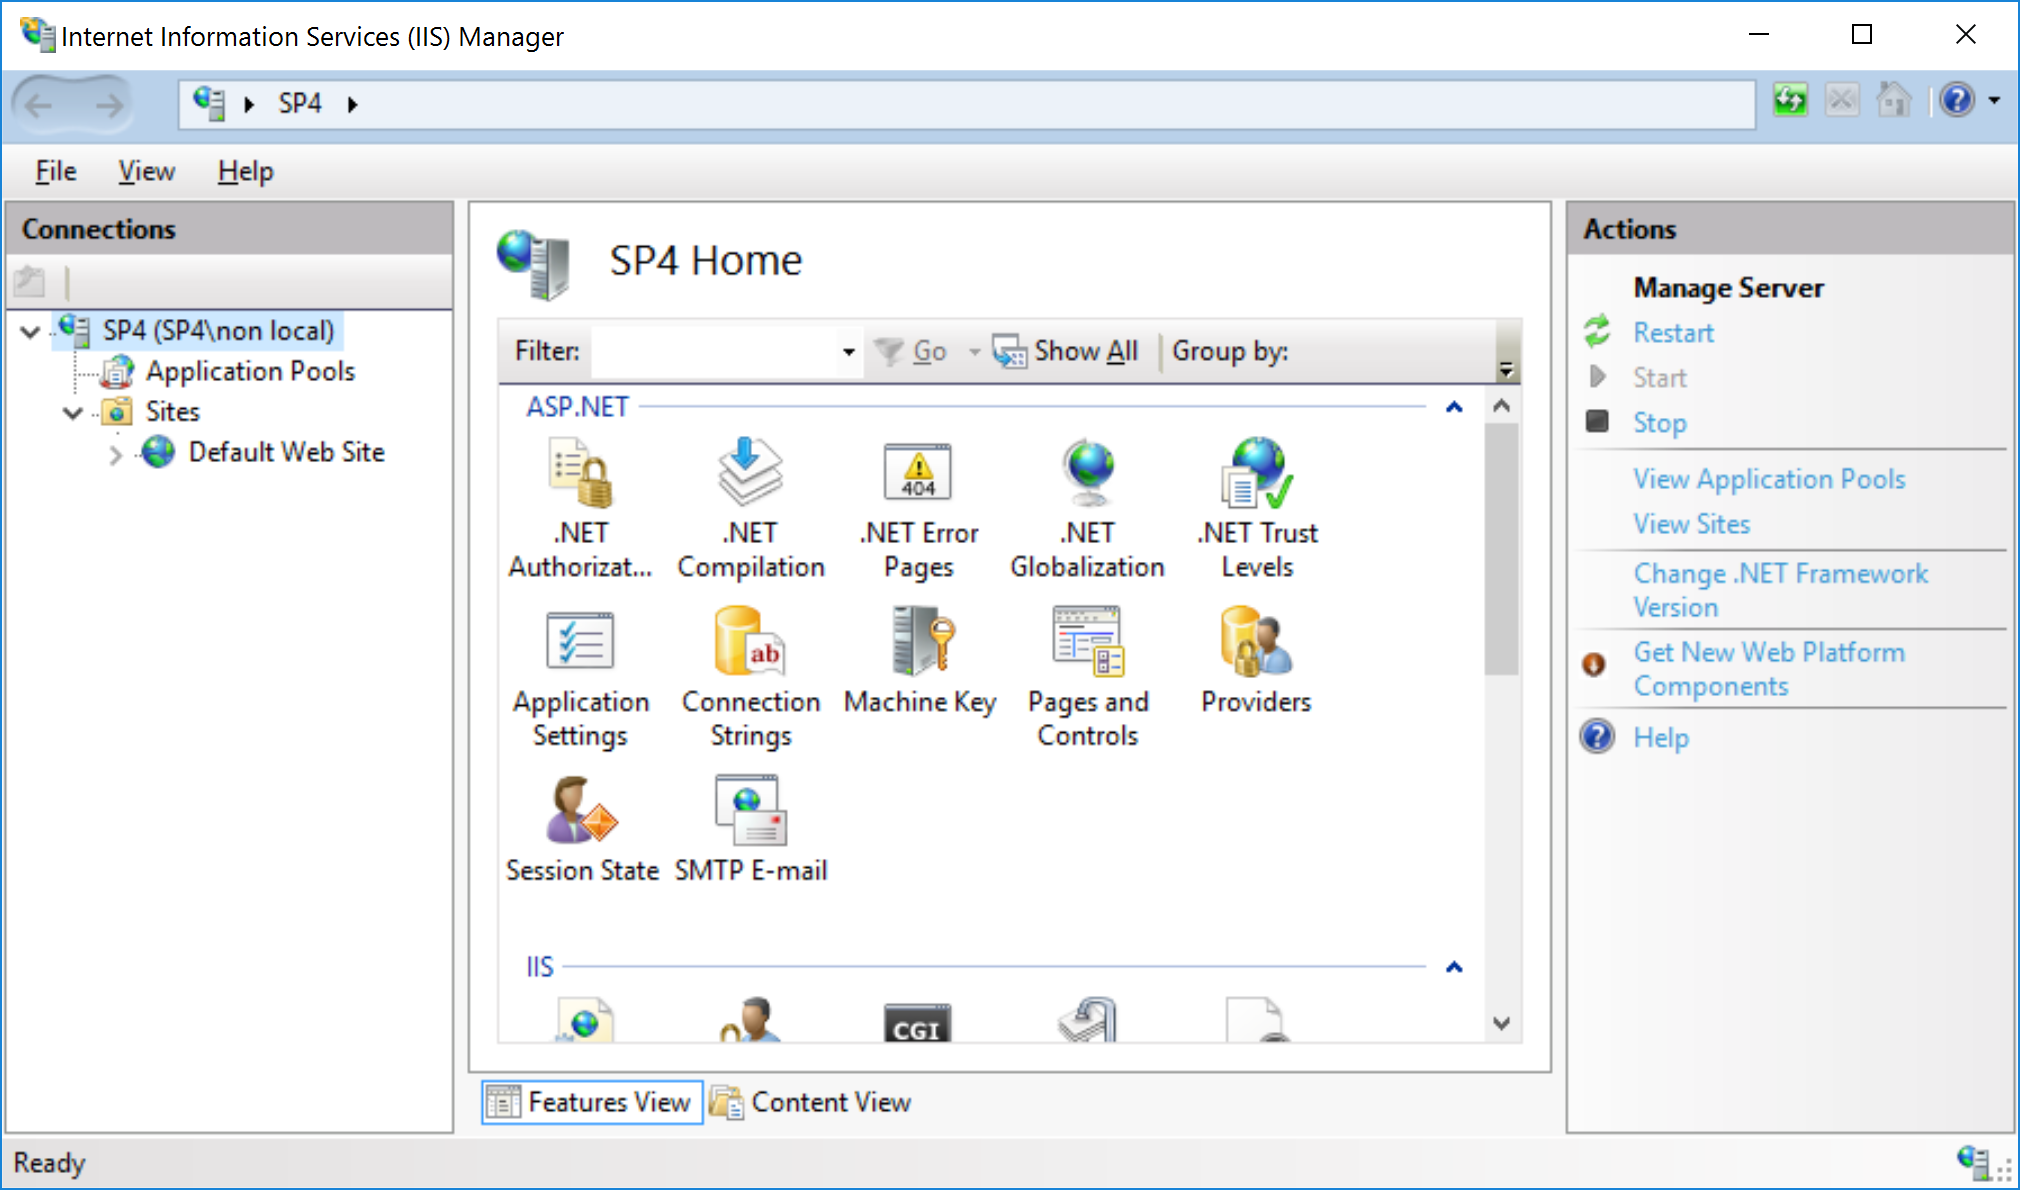 Internet Information Services (IIS) Manager
SP4
File View Help
Connections
SP4 (SP4\non local)
Application Pools
Sites
Default Web Site
SP4 Home
Filter: Go Show All Group by:
ASP.NET
404
.NET Authorizat...
.NET Compilation
.NET Error Pages
.NET Globalization
.NET Trust Levels
ab
Application Settings
Connection Strings
Machine Key
Pages and Controls
Providers
Session State
SMTP E-mail
IIS
CGI
Features View
Content View
Actions
Manage Server
Restart
Start
Stop
View Application Pools
View Sites
Change .NET Framework
Version
Get New Web Platform
Components
Help
Ready